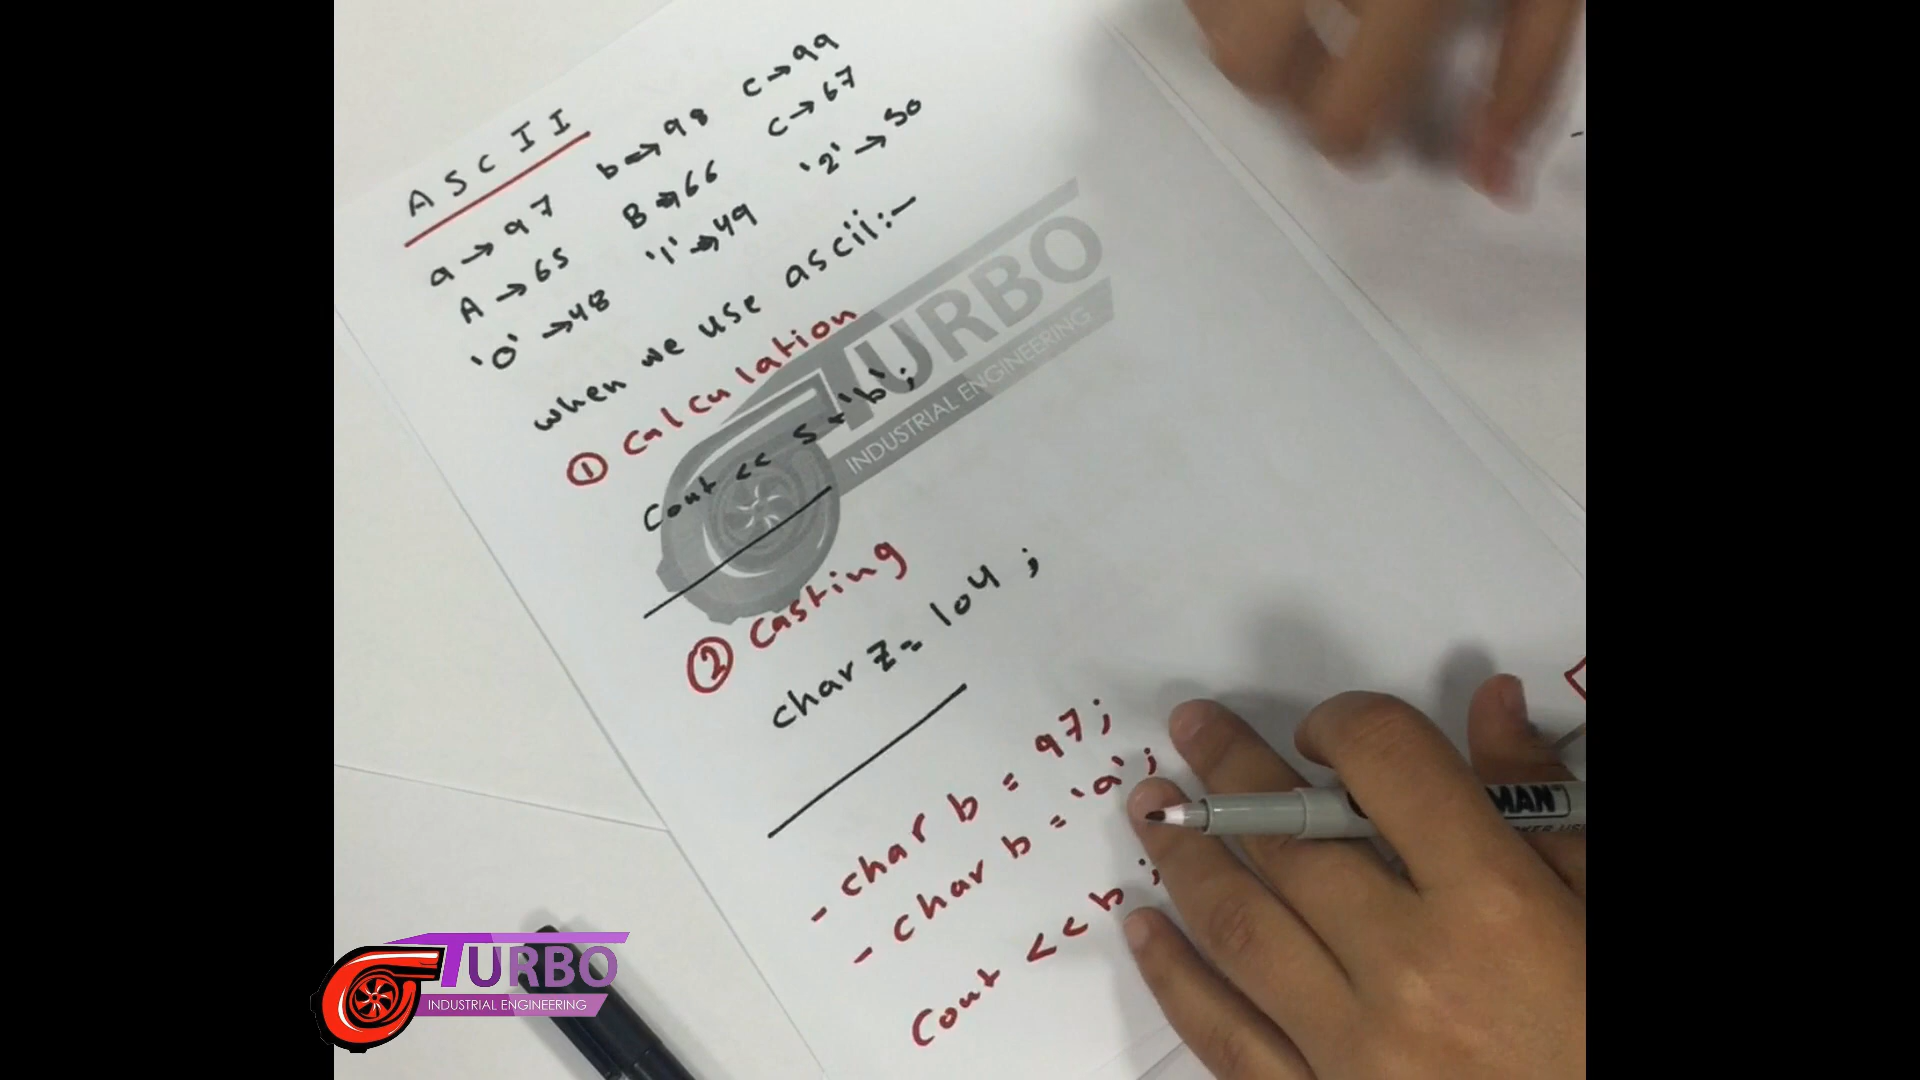 ASCII
a → 97 b → 98 c → 99
A → 65 B → 66 C → 67
'0' → 48 '1' → 49 '2' → 50
when we use ascii:-
① Calculation
Cout << 5+'b';
② Casting
char z = 104;
- char b = 97;
- char b = 'a';
Cout << b;
TURBO
INDUSTRIAL ENGINEERING
TURBO
INDUSTRIAL ENGINEERING
MAN